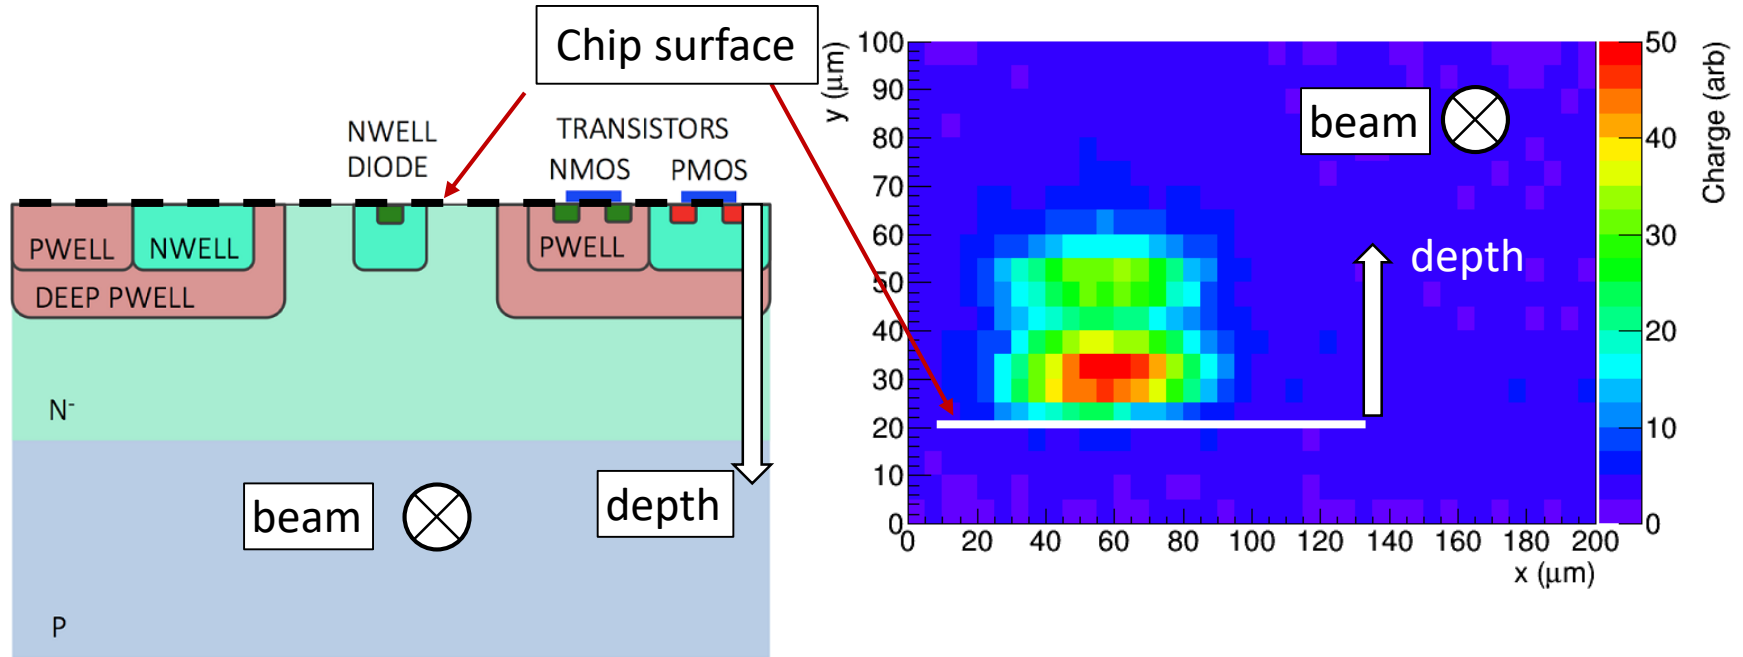 Chip surface
NWELL
DIODE
TRANSISTORS
NMOS PMOS
PWELL NWELL PWELL
DEEP PWELL
N-
beam
depth
P
y (μm)
100
90
80
70
60
50
40
30
20
10
0
0 20 40 60 80 100 120 140 160 180 200
x (μm)
beam
depth
50
40
30
20
10
0
Charge (arb)